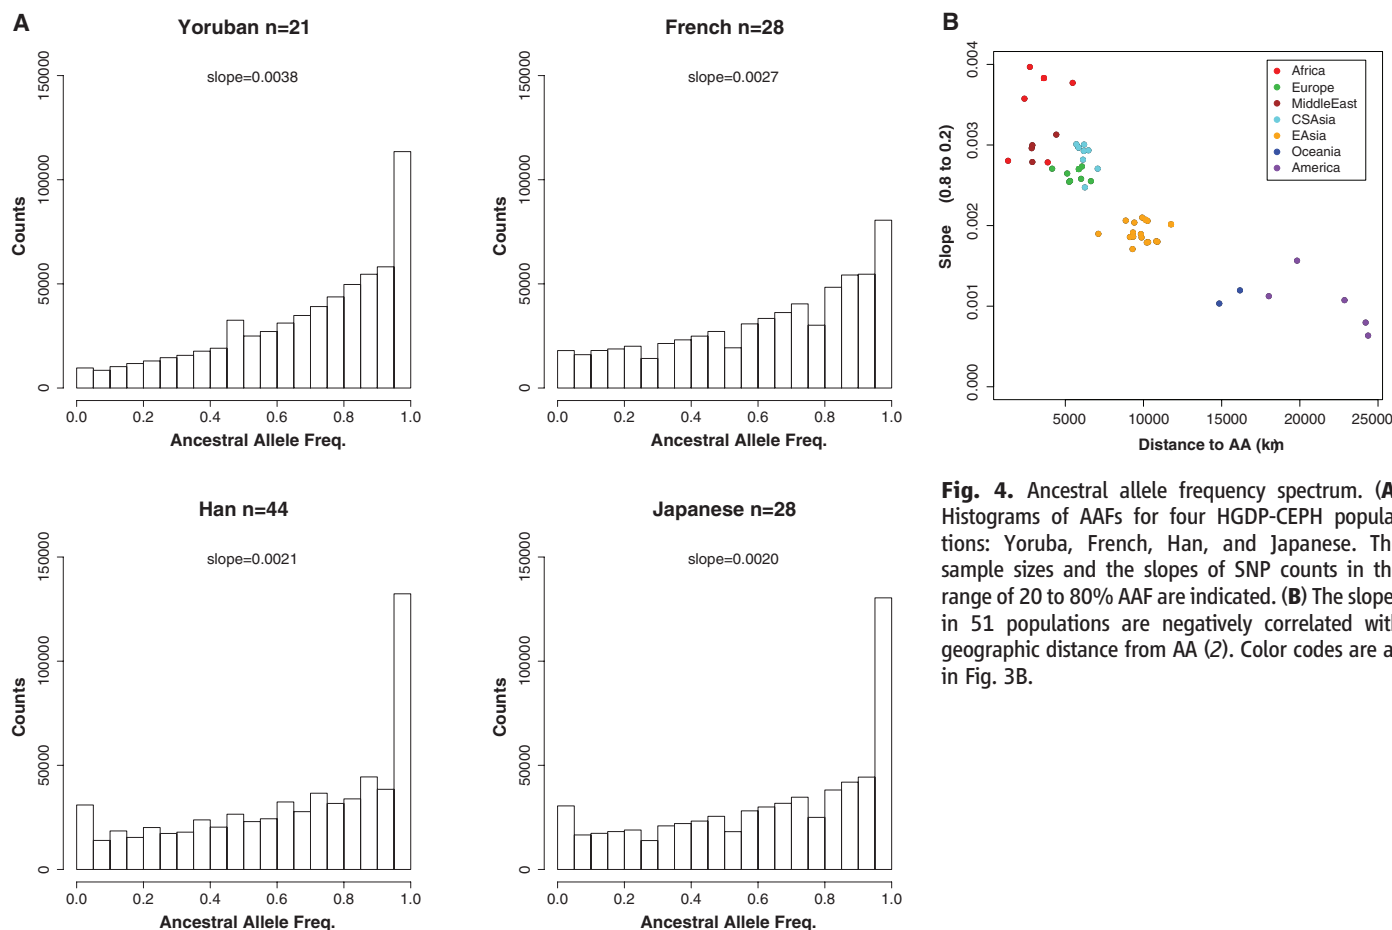 A
Yoruban n=21
slope=0.0038
150000
100000
50000
0
Counts
0.0 0.2 0.4 0.6 0.8 1.0
Ancestral Allele Freq.
French n=28
slope=0.0027
150000
100000
50000
0
Counts
0.0 0.2 0.4 0.6 0.8 1.0
Ancestral Allele Freq.
Han n=44
slope=0.0021
150000
100000
50000
0
Counts
0.0 0.2 0.4 0.6 0.8 1.0
Ancestral Allele Freq.
Japanese n=28
slope=0.0020
150000
100000
50000
0
Counts
0.0 0.2 0.4 0.6 0.8 1.0
Ancestral Allele Freq.
B
Slope (0.8 to 0.2)
0.004
0.003
0.002
0.001
0.000
Africa
Europe
MiddleEast
CSAsia
EAsia
Oceania
America
5000 10000 15000 20000 25000
Distance to AA (km)
Fig. 4. Ancestral allele frequency spectrum. (A
Histograms of AAFs for four HGDP-CEPH popula
tions: Yoruba, French, Han, and Japanese. Th
sample sizes and the slopes of SNP counts in th
range of 20 to 80% AAF are indicated. (B) The slope
in 51 populations are negatively correlated wit
geographic distance from AA (2). Color codes are a
in Fig. 3B.